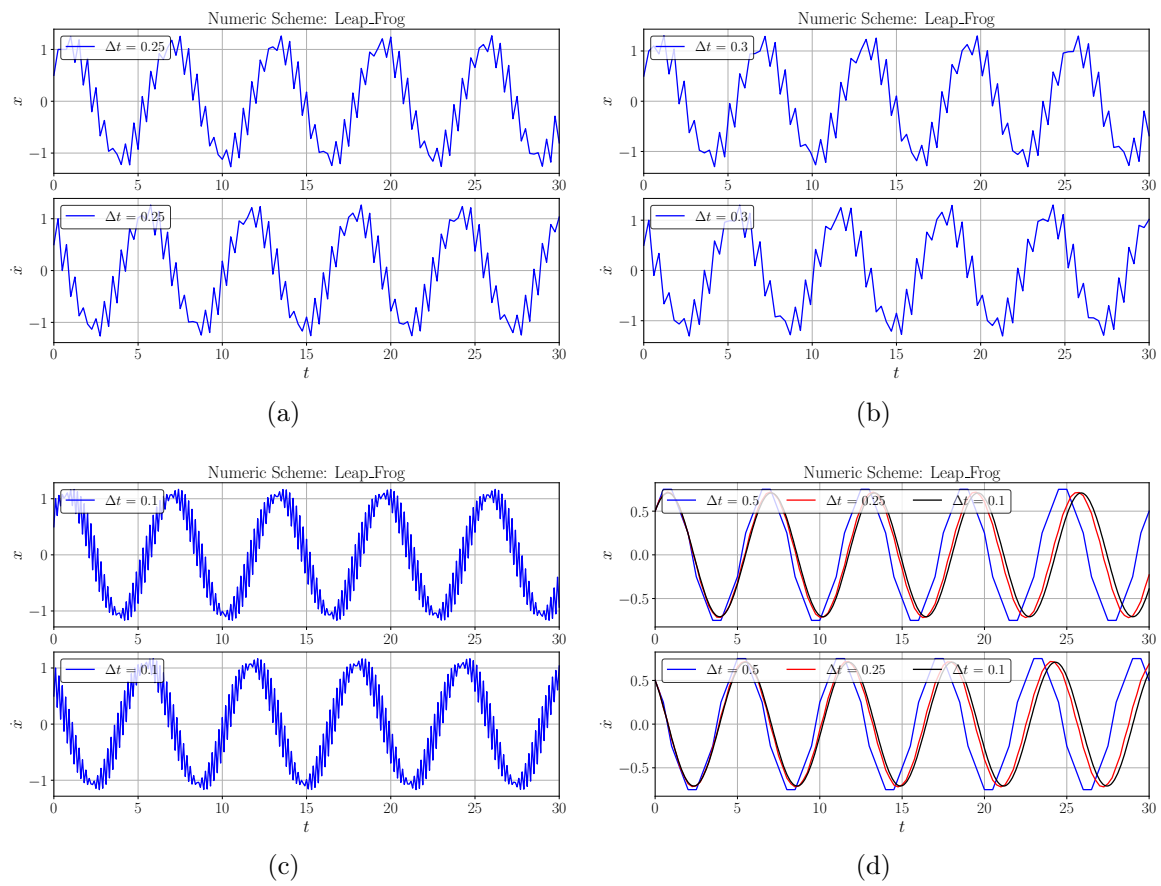 Numeric Scheme: Leap_Frog
Δt = 0.25
x
1
0
−1
0 5 10 15 20 25 30
Δt = 0.25
ẋ
1
0
−1
0 5 10 15 20 25 30
t
(a)
Numeric Scheme: Leap_Frog
Δt = 0.3
x
1
0
−1
0 5 10 15 20 25 30
Δt = 0.3
ẋ
1
0
−1
0 5 10 15 20 25 30
t
(b)
Numeric Scheme: Leap_Frog
Δt = 0.1
x
1
0
−1
0 5 10 15 20 25 30
Δt = 0.1
ẋ
1
0
−1
0 5 10 15 20 25 30
t
(c)
Numeric Scheme: Leap_Frog
Δt = 0.5 Δt = 0.25 Δt = 0.1
x
0.5
0.0
−0.5
0 5 10 15 20 25 30
Δt = 0.5 Δt = 0.25 Δt = 0.1
ẋ
0.5
0.0
−0.5
0 5 10 15 20 25 30
t
(d)